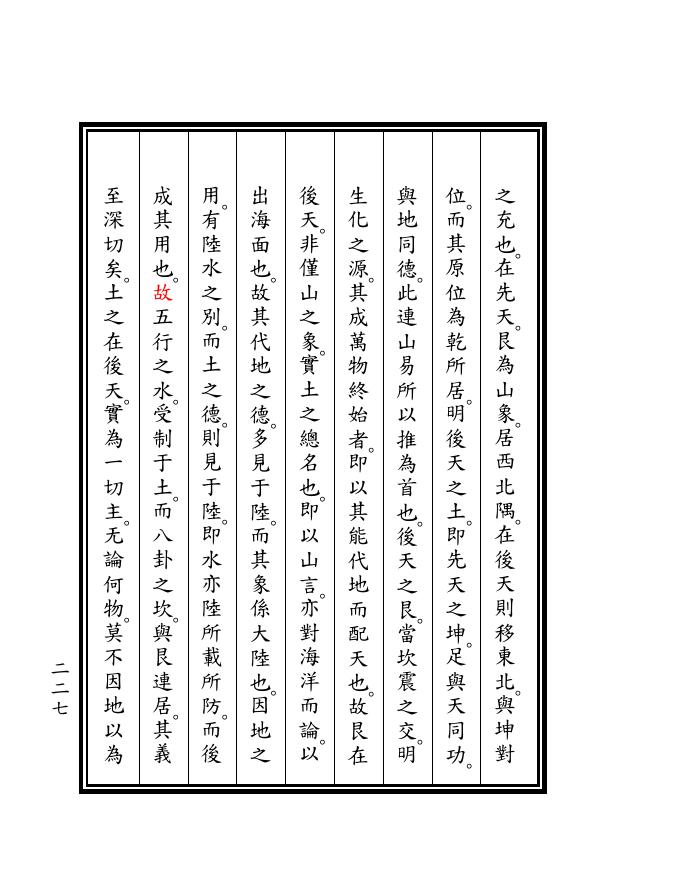 之充也。在先天。艮為山象。居西北隅。在後天則移東北。與坤對
位。而其原位為乾所居。明後天之土。即先天之坤。足與天同功。
與地同德。此連山易所以推為首也。後天之艮。當坎震之交。明
生化之源。其成萬物終始者。即以其能代地而配天也。故艮在
後天。非僅山之象。實土之總名也。即以山言。亦對海洋而論。以
出海面也。故其代地之德。多見于陸。而其象係大陸也。因地之
用。有陸水之別。而土之德。則見于陸。即水亦陸所載所防。而後
成其用也。故五行之水。受制于土。而八卦之坎。與艮連居。其義
至深切矣。土之在後天。實為一切主。无論何物。莫不因地以為
二二七